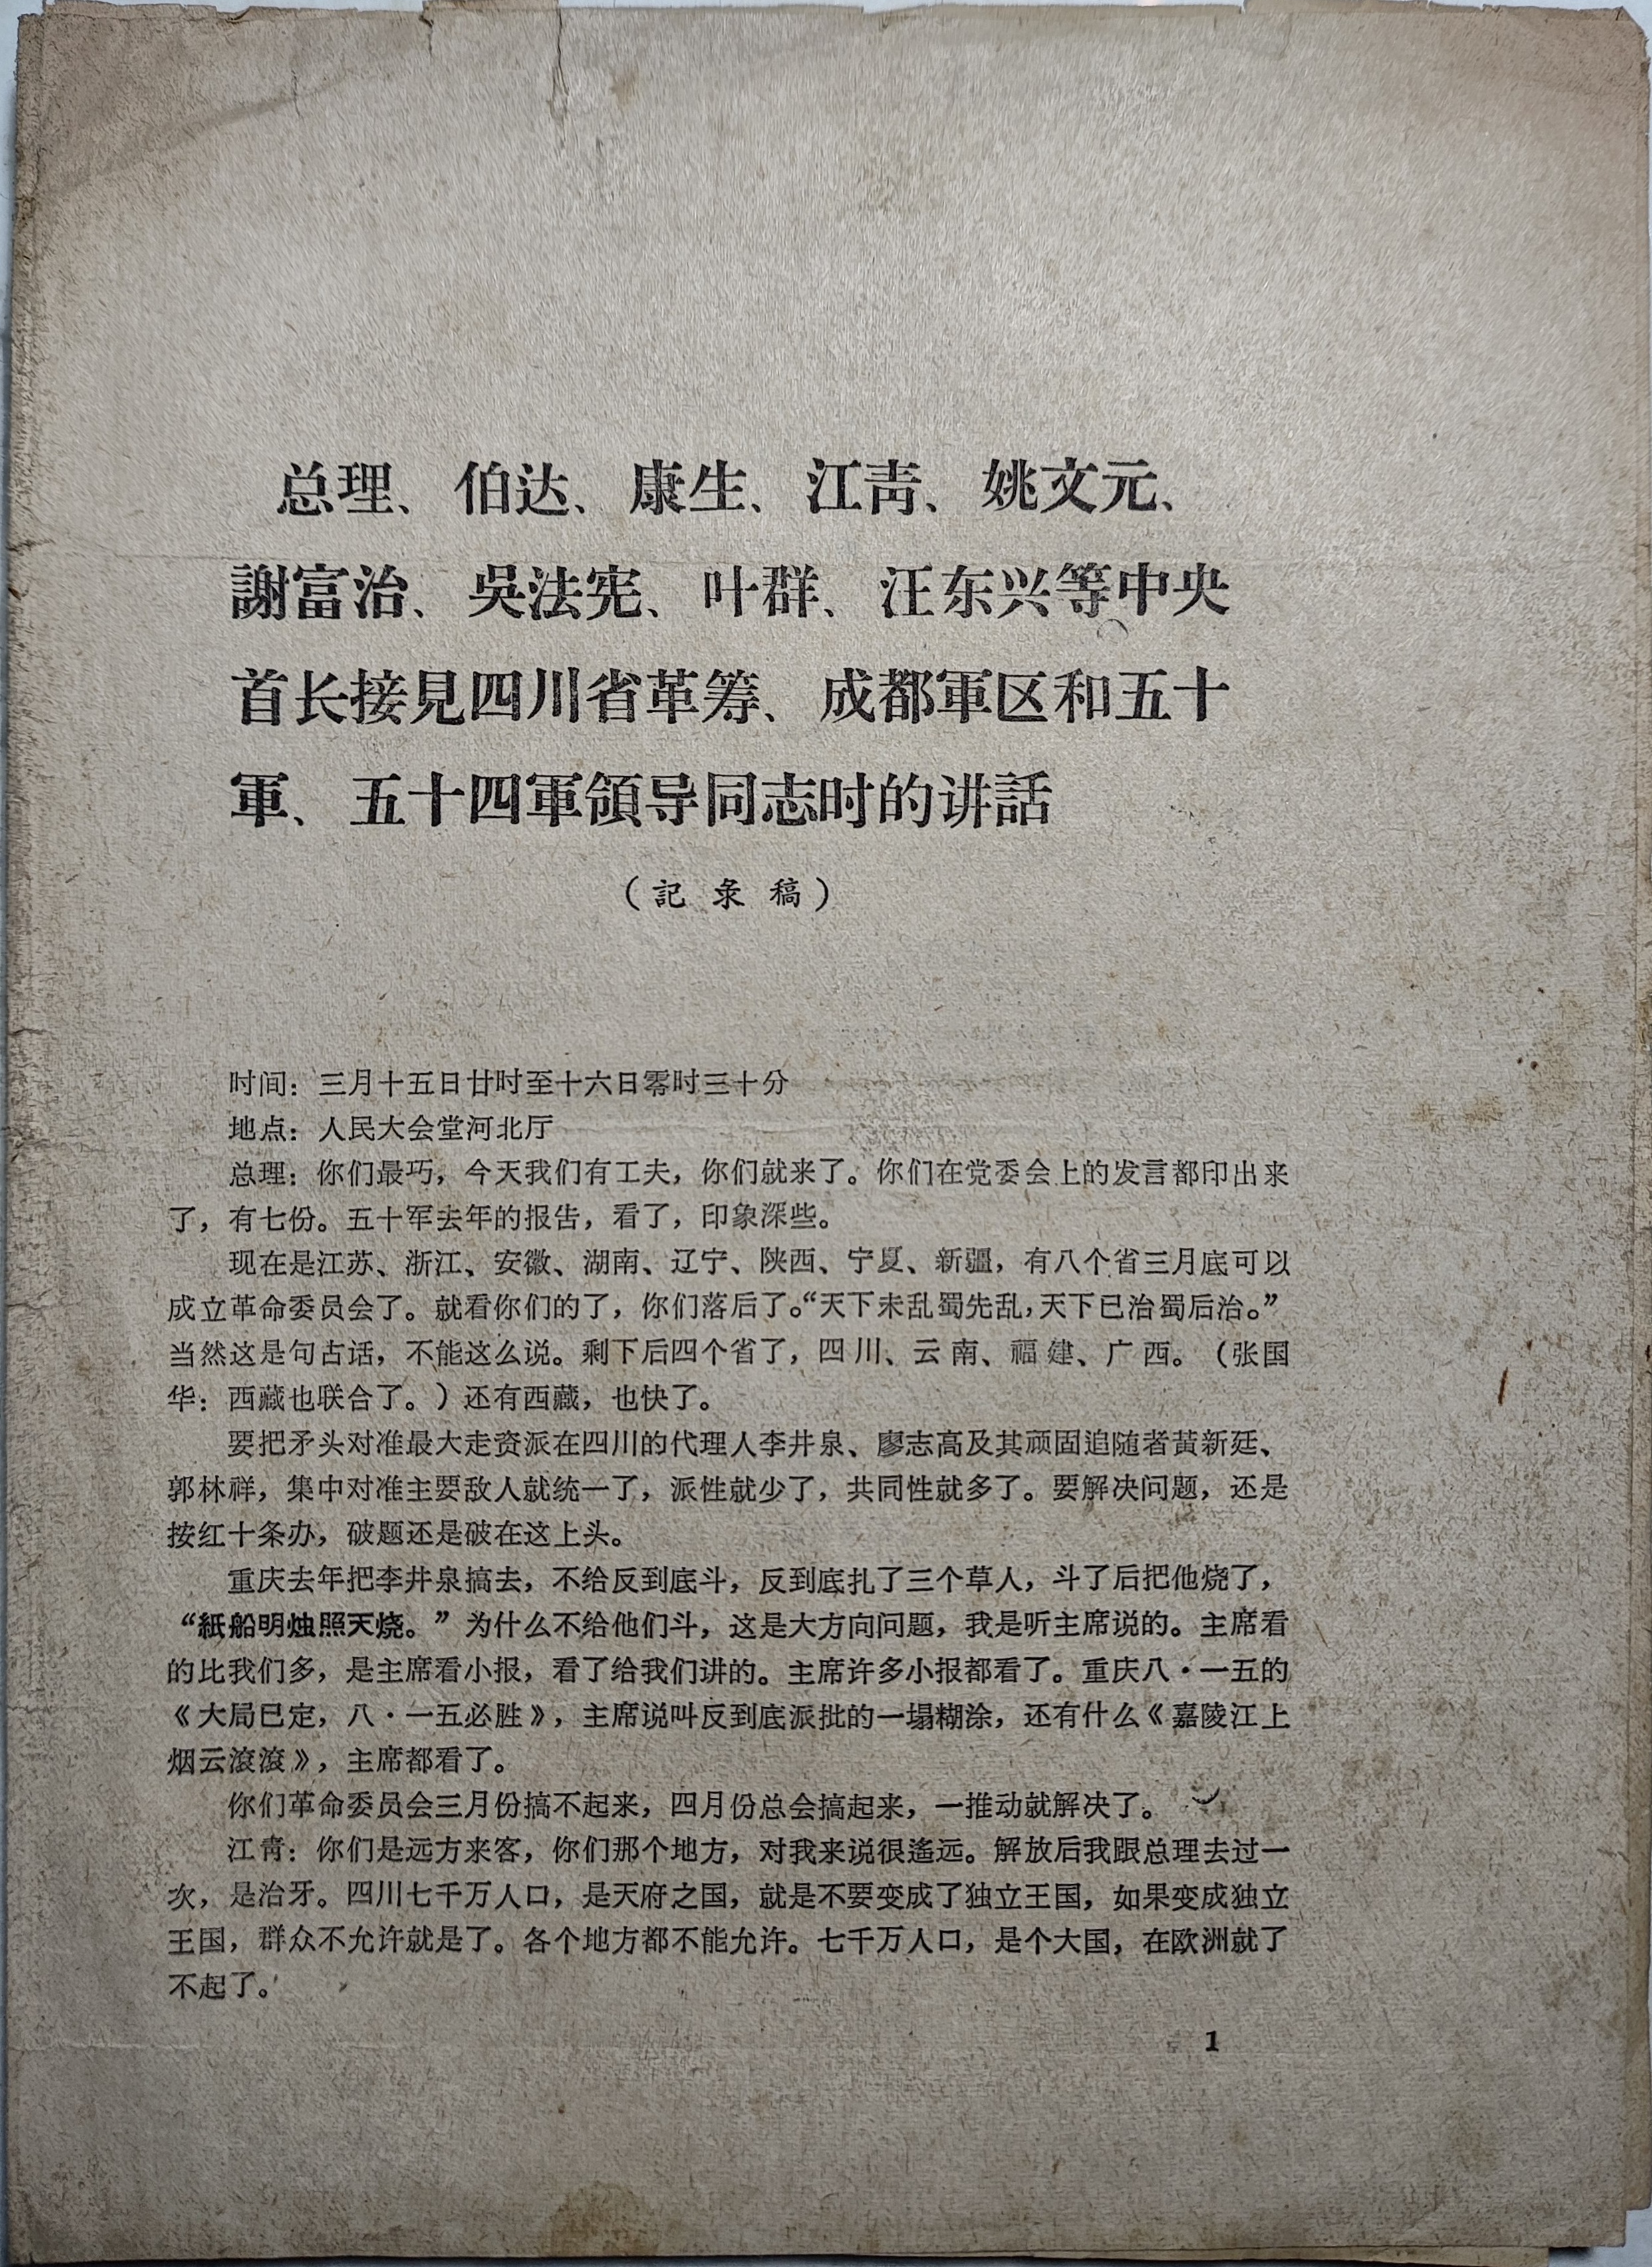 总理、伯达、康生、江靑、姚文元、
謝富治、吳法宪、叶群、汪东兴等中央
首长接見四川省革筹、成都軍区和五十
軍、五十四軍領导同志时的讲話
（記录稿）
时间：三月十五日廿时至十六日零时三十分
地点：人民大会堂河北厅
总理：你们最巧，今天我们有工夫，你们就来了。你们在党委会上的发言都印出来
了，有七份。五十军去年的报告，看了，印象深些。
现在是江苏、浙江、安徽、湖南、辽宁、陕西、宁夏、新疆，有八个省三月底可以
成立革命委员会了。就看你们的了，你们落后了。“天下未乱蜀先乱，天下已治蜀后治。”
当然这是句古话，不能这么说。剩下后四个省了，四川、云南、福建、广西。（张国
华：西藏也联合了。）还有西藏，也快了。
要把矛头对准最大走资派在四川的代理人李井泉、廖志高及其顽固追随者黄新廷、
郭林祥，集中对准主要敌人就统一了，派性就少了，共同性就多了。要解决问题，还是
按红十条办，破题还是破在这上头。
重庆去年把李井泉搞去，不给反到底斗，反到底扎了三个草人，斗了后把他烧了，
“紙船明烛照天烧。”为什么不给他们斗，这是大方向问题，我是听主席说的。主席看
的比我们多，是主席看小报，看了给我们讲的。主席许多小报都看了。重庆八·一五的
《大局已定，八·一五必胜》，主席说叫反到底派批的一塌糊涂，还有什么《嘉陵江上
烟云滾滾》，主席都看了。
你们革命委员会三月份搞不起来，四月份总会搞起来，一推动就解决了。
江青：你们是远方来客，你们那个地方，对我来说很遙远。解放后我跟总理去过一
次，是治牙。四川七千万人口，是天府之国，就是不要变成了独立王国，如果变成独立
王国，群众不允许就是了。各个地方都不能允许。七千万人口，是个大国，在欧洲就了
不起了。
1